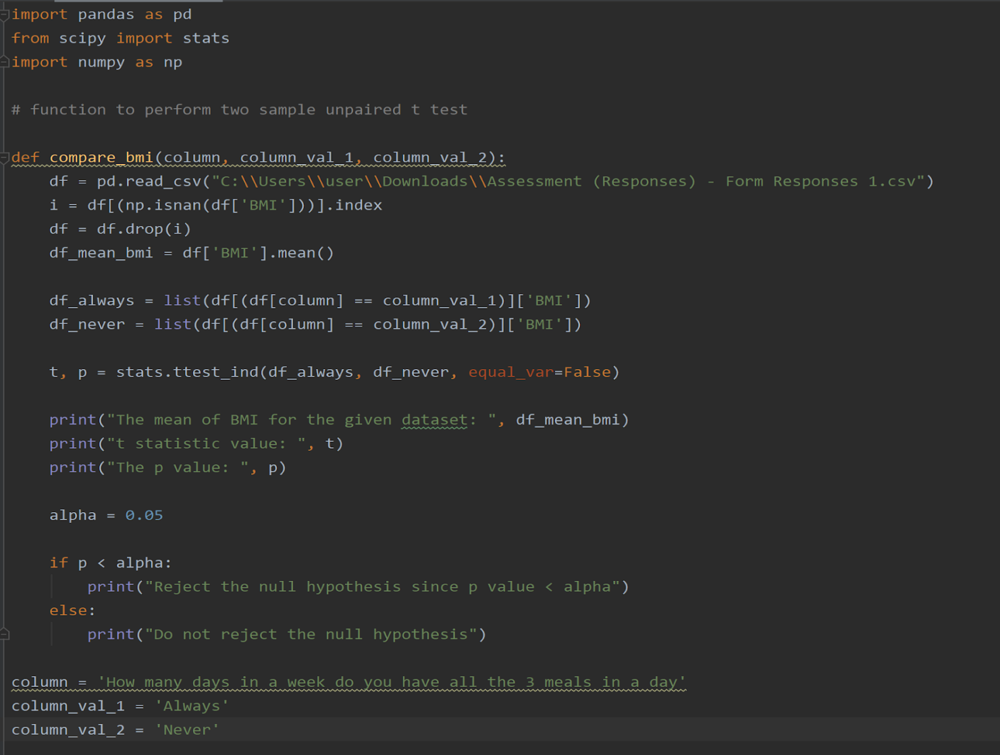 import pandas as pd
from scipy import stats
import numpy as np
# function to perform two sample unpaired t test
def compare_bmi(column, column_val_1, column_val_2):
    df = pd.read_csv("C:\\Users\\user\\Downloads\\Assessment (Responses) - Form Responses 1.csv")
    i = df[(np.isnan(df['BMI']))].index
    df = df.drop(i)
    df_mean_bmi = df['BMI'].mean()
    df_always = list(df[(df[column] == column_val_1)]['BMI'])
    df_never = list(df[(df[column] == column_val_2)]['BMI'])
    t, p = stats.ttest_ind(df_always, df_never, equal_var=False)
    print("The mean of BMI for the given dataset: ", df_mean_bmi)
    print("t statistic value: ", t)
    print("The p value: ", p)
    alpha = 0.05
    if p < alpha:
        print("Reject the null hypothesis since p value < alpha")
    else:
        print("Do not reject the null hypothesis")
column = 'How many days in a week do you have all the 3 meals in a day'
column_val_1 = 'Always'
column_val_2 = 'Never'